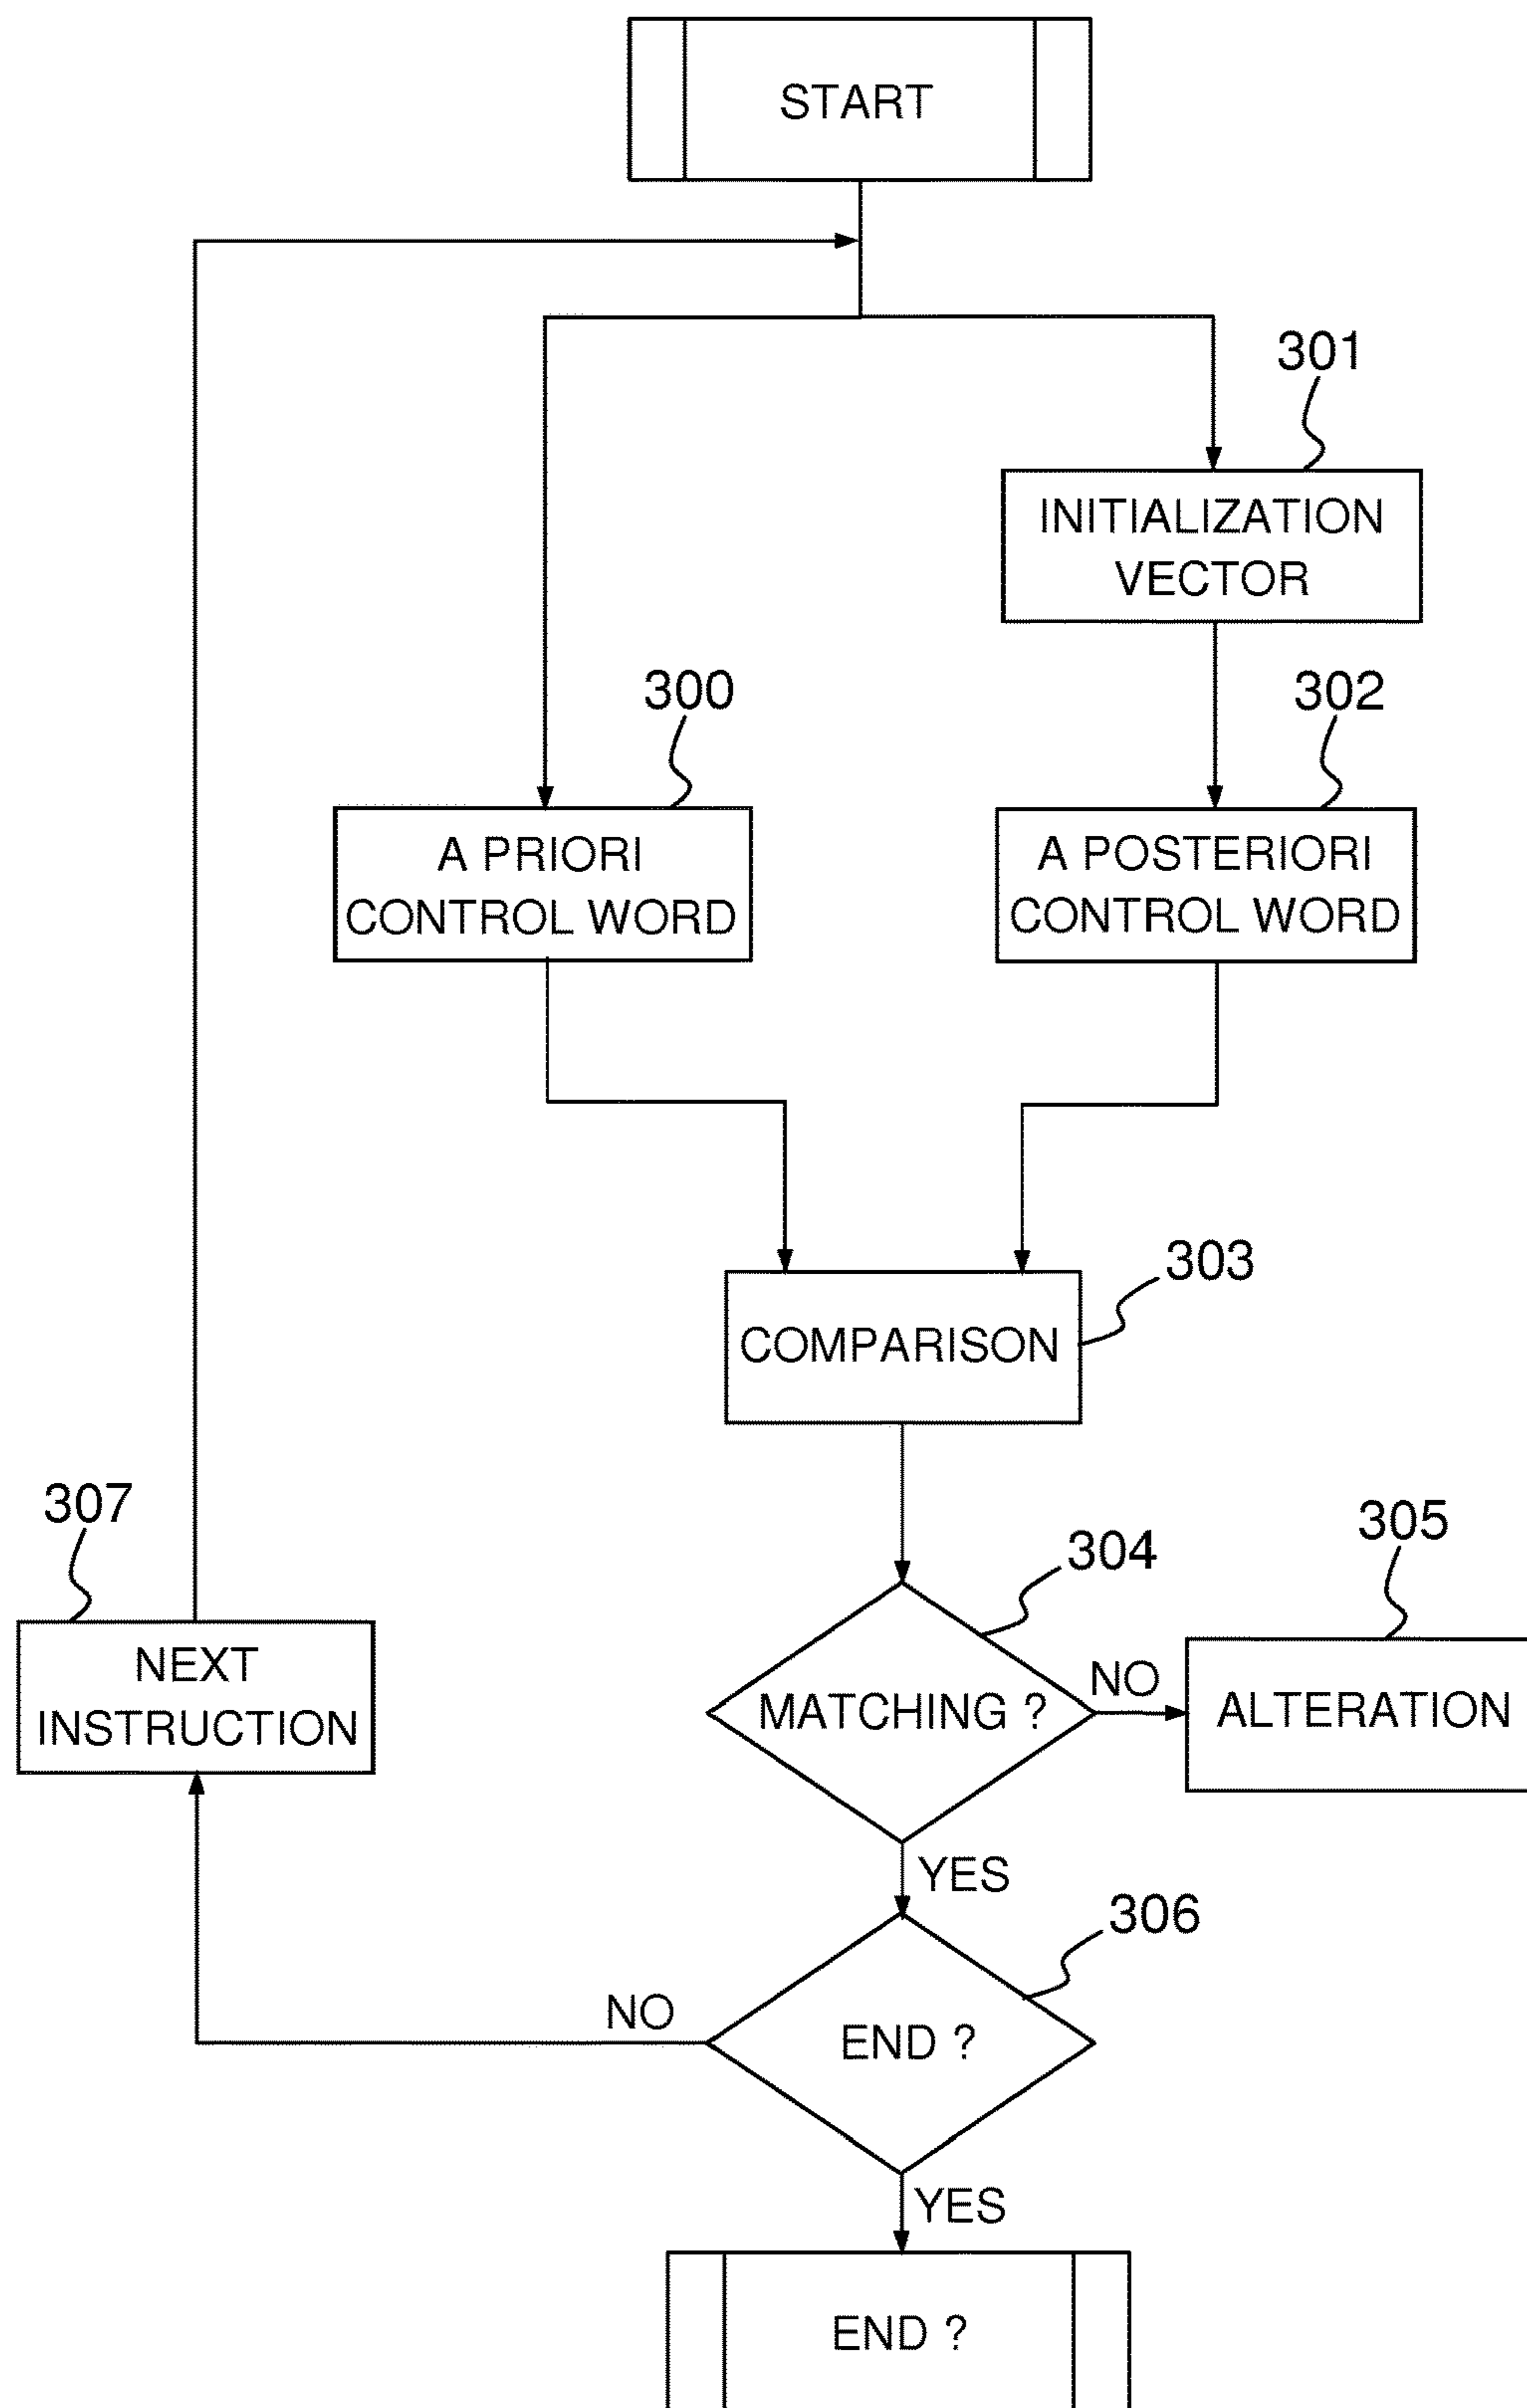 START
301
INITIALIZATION
VECTOR
300
302
A PRIORI
CONTROL WORD
A POSTERIORI
CONTROL WORD
303
COMPARISON
307
304
305
NEXT
INSTRUCTION
MATCHING ?
NO
ALTERATION
YES
306
NO
END ?
YES
END ?